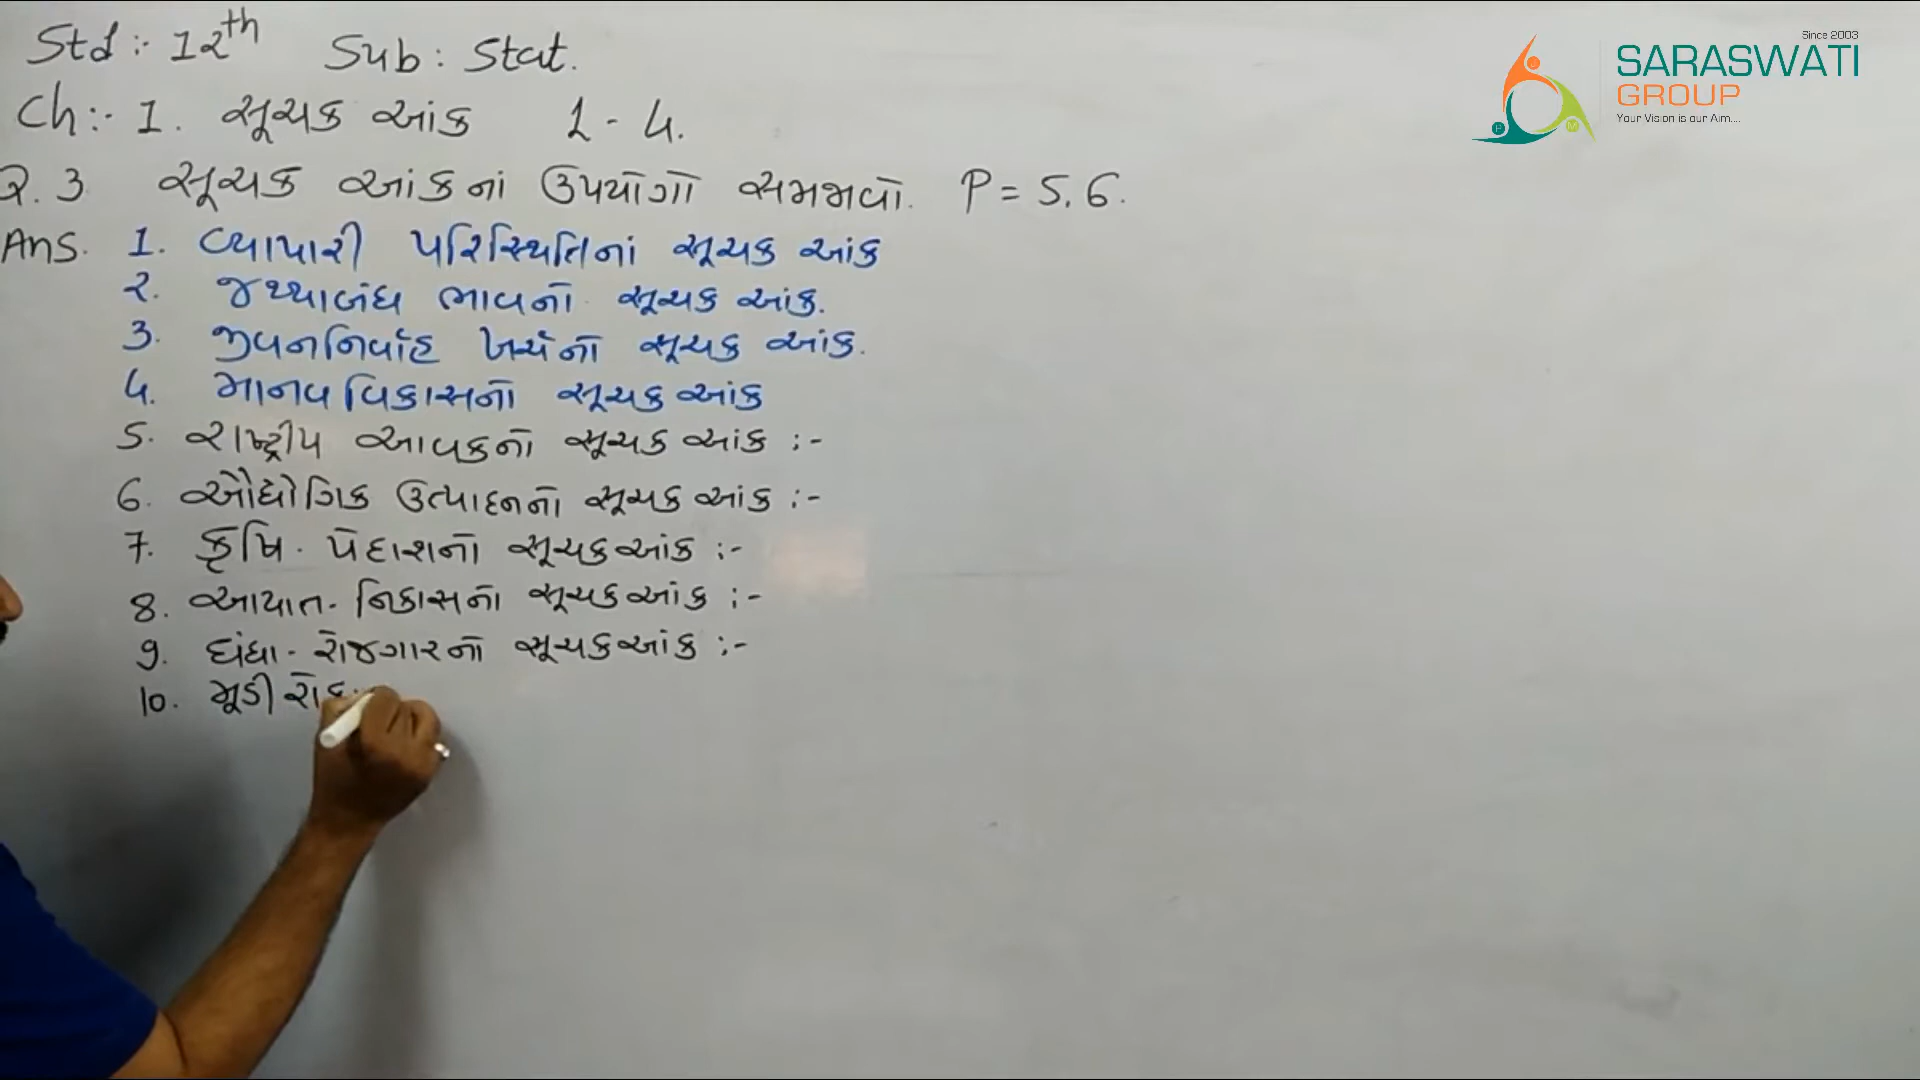 Std :- 12th Sub : Stat.
Ch :- 1. સૂચક આંક 1 - 4.
Q. 3 સૂચક આંકનાં ઉપયોગો સમજાવો. P = 5, 6.
Ans. 1. વ્યાપારી પરિસ્થિતિનાં સૂચક આંક
2. જથ્થાબંધ ભાવનો સૂચક આંક.
3. જીવનનિર્વાહ ખર્ચનો સૂચક આંક.
4. માનવ વિકાસનો સૂચક આંક
5. રાષ્ટ્રીય આવકનો સૂચક આંક :-
6. ઔદ્યોગિક ઉત્પાદનનો સૂચક આંક :-
7. કૃષિ. પેદાશનો સૂચક આંક :-
8. આયાત - નિકાસનો સૂચક આંક :-
9. ધંધા - રોજગારનો સૂચક આંક :-
10. મૂડી
Since 2003
SARASWATI
GROUP
Your Vision is our Aim....